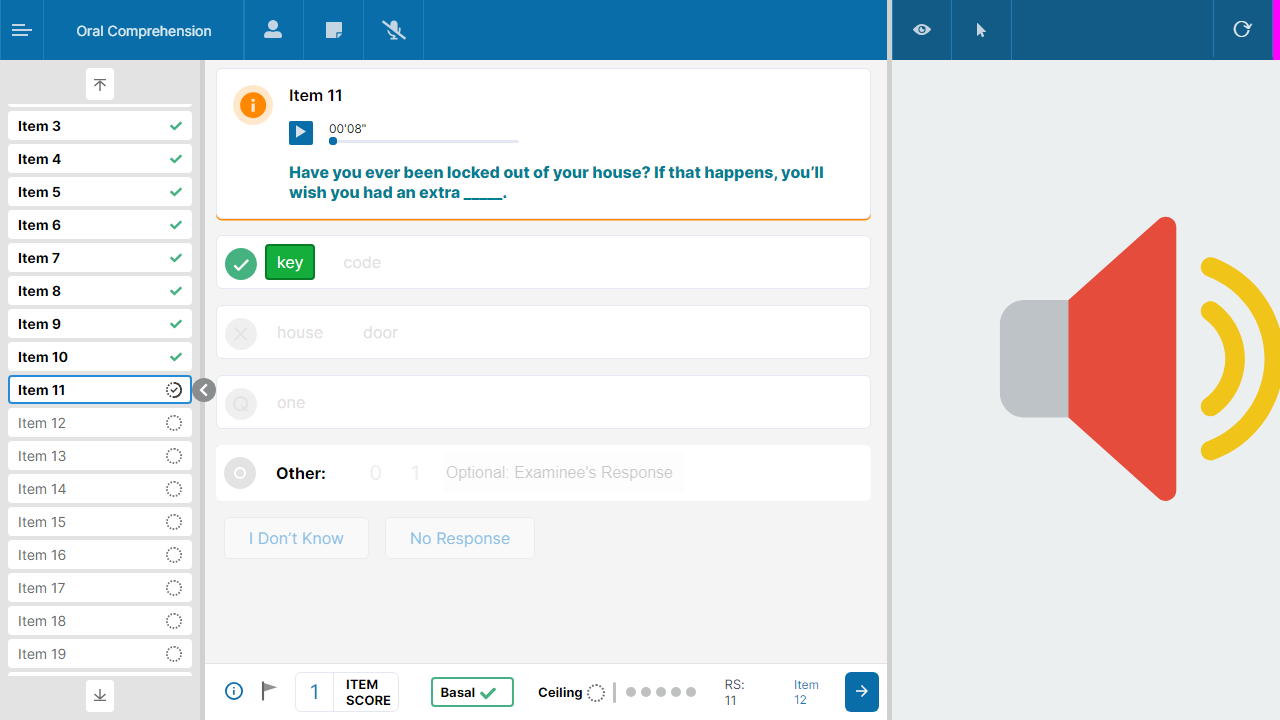 Oral Comprehension
Item 3
Item 4
Item 5
Item 6
Item 7
Item 8
Item 9
Item 10
Item 11
Item 12
Item 13
Item 14
Item 15
Item 16
Item 17
Item 18
Item 19
Item 11
00'08"
Have you ever been locked out of your house? If that happens, you’ll
wish you had an extra _____.
key code
house door
Q one
Other: 0 1 Optional: Examinee's Response
I Don’t Know No Response
1 ITEM
SCORE
Basal
Ceiling
RS:
11
Item
12